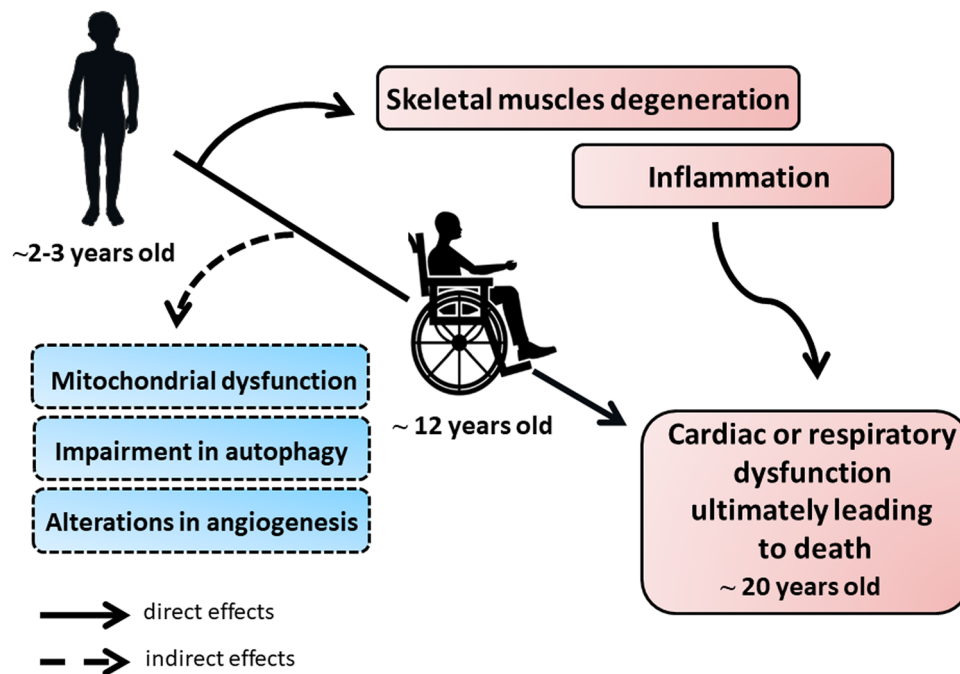 Skeletal muscles degeneration
Inflammation
~2-3 years old
Mitochondrial dysfunction
Impairment in autophagy
Alterations in angiogenesis
~ 12 years old
Cardiac or respiratory
dysfunction
ultimately leading
to death
~ 20 years old
direct effects
indirect effects